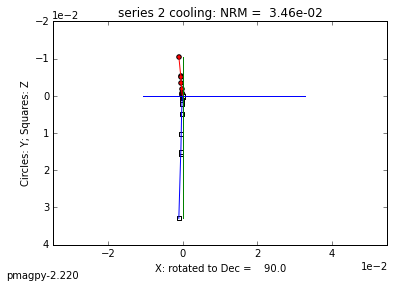 series 2 cooling: NRM = 3.46e-02
1e−2
−2
−1
0
1
2
3
4
Circles: Y; Squares: Z
−2
0
2
4
1e−2
X: rotated to Dec = 90.0
pmagpy-2.220